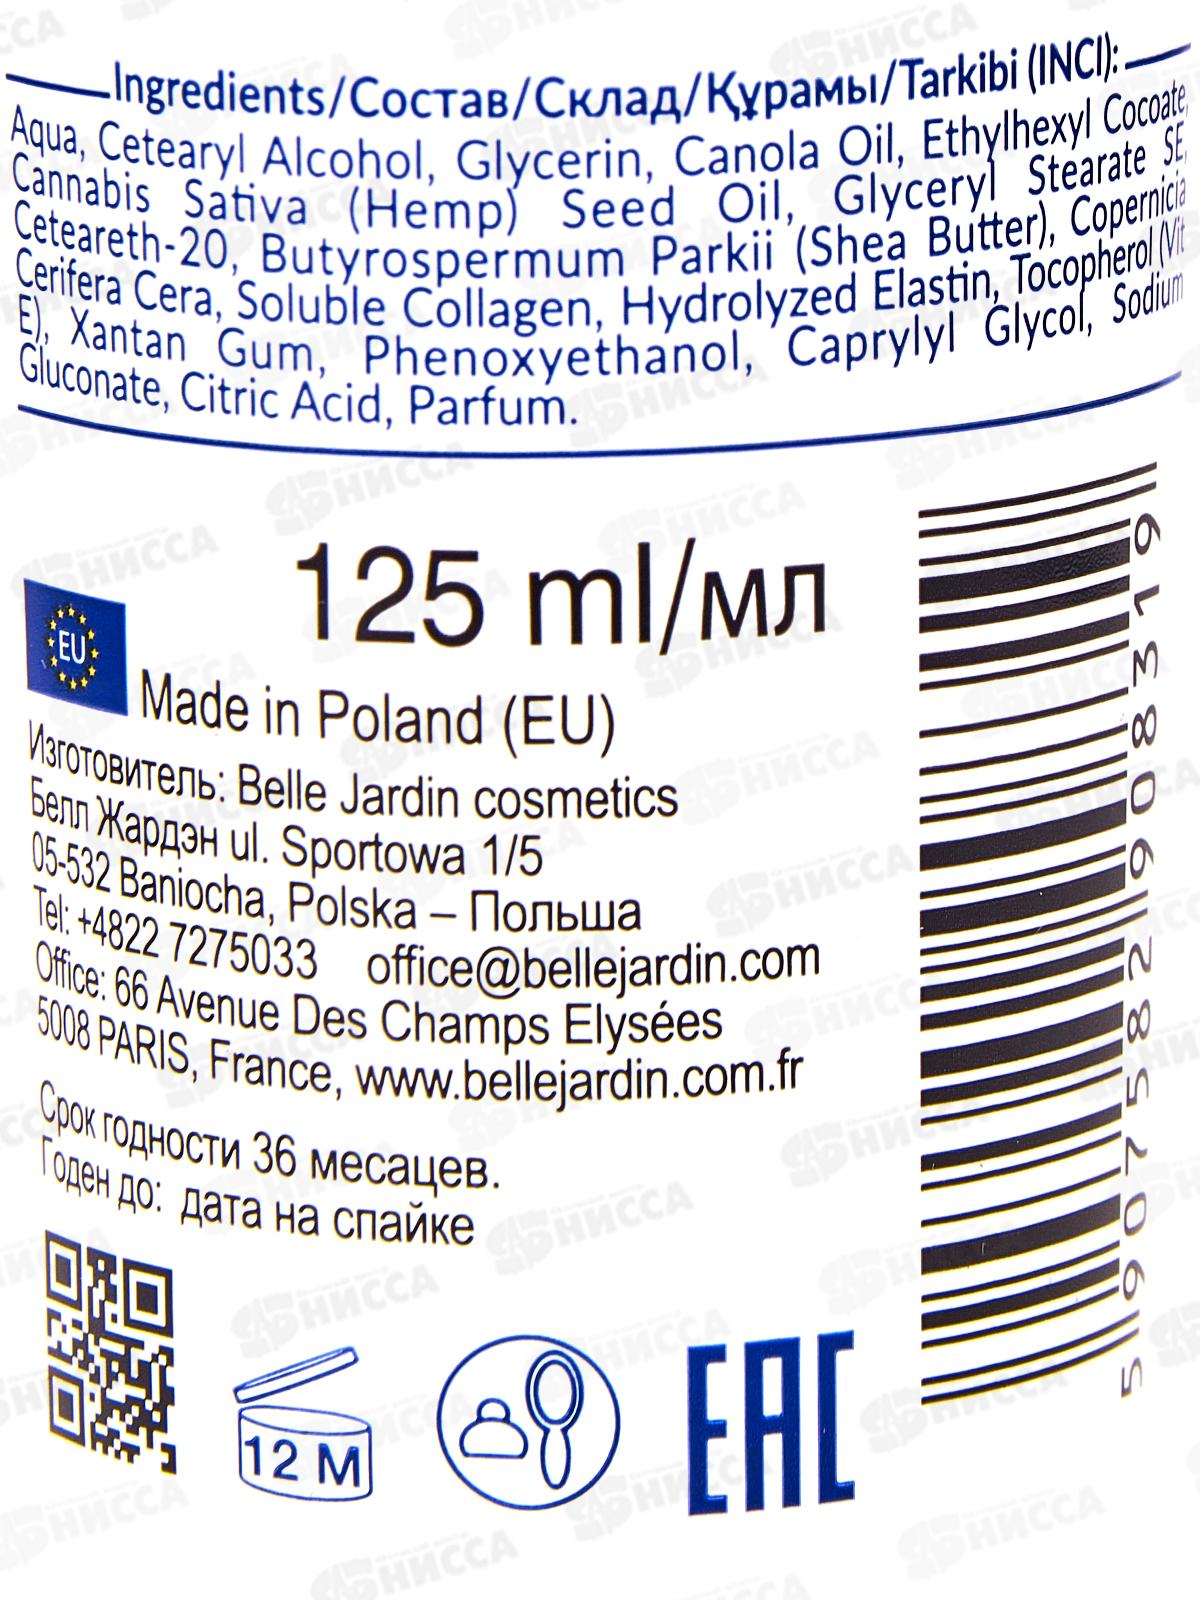 Ingredients/Состав/Склад/Құрамы/Tarkibi (INCI):
Aqua, Cetearyl Alcohol, Glycerin, Canola Oil, Ethylhexyl Cocoate,
Cannabis Sativa (Hemp) Seed Oil, Glyceryl Stearate SE,
Ceteareth-20, Butyrospermum Parkii (Shea Butter), Copernicia
Cerifera Cera, Soluble Collagen, Hydrolyzed Elastin, Tocopherol (Vit
E), Xantan Gum, Phenoxyethanol, Caprylyl Glycol, Sodium
Gluconate, Citric Acid, Parfum.
125 ml/мл
EU
Made in Poland (EU)
Изготовитель: Belle Jardin cosmetics
Белл Жардэн ul. Sportowa 1/5
05-532 Baniocha, Polska – Польша
Tel: +4822 7275033 office@bellejardin.com
Office: 66 Avenue Des Champs Elysées
5008 PARIS, France, www.bellejardin.com.fr
Срок годности 36 месацев.
Годен до: дата на спайке
12 M
EAC
5 907582 908319
НИССА